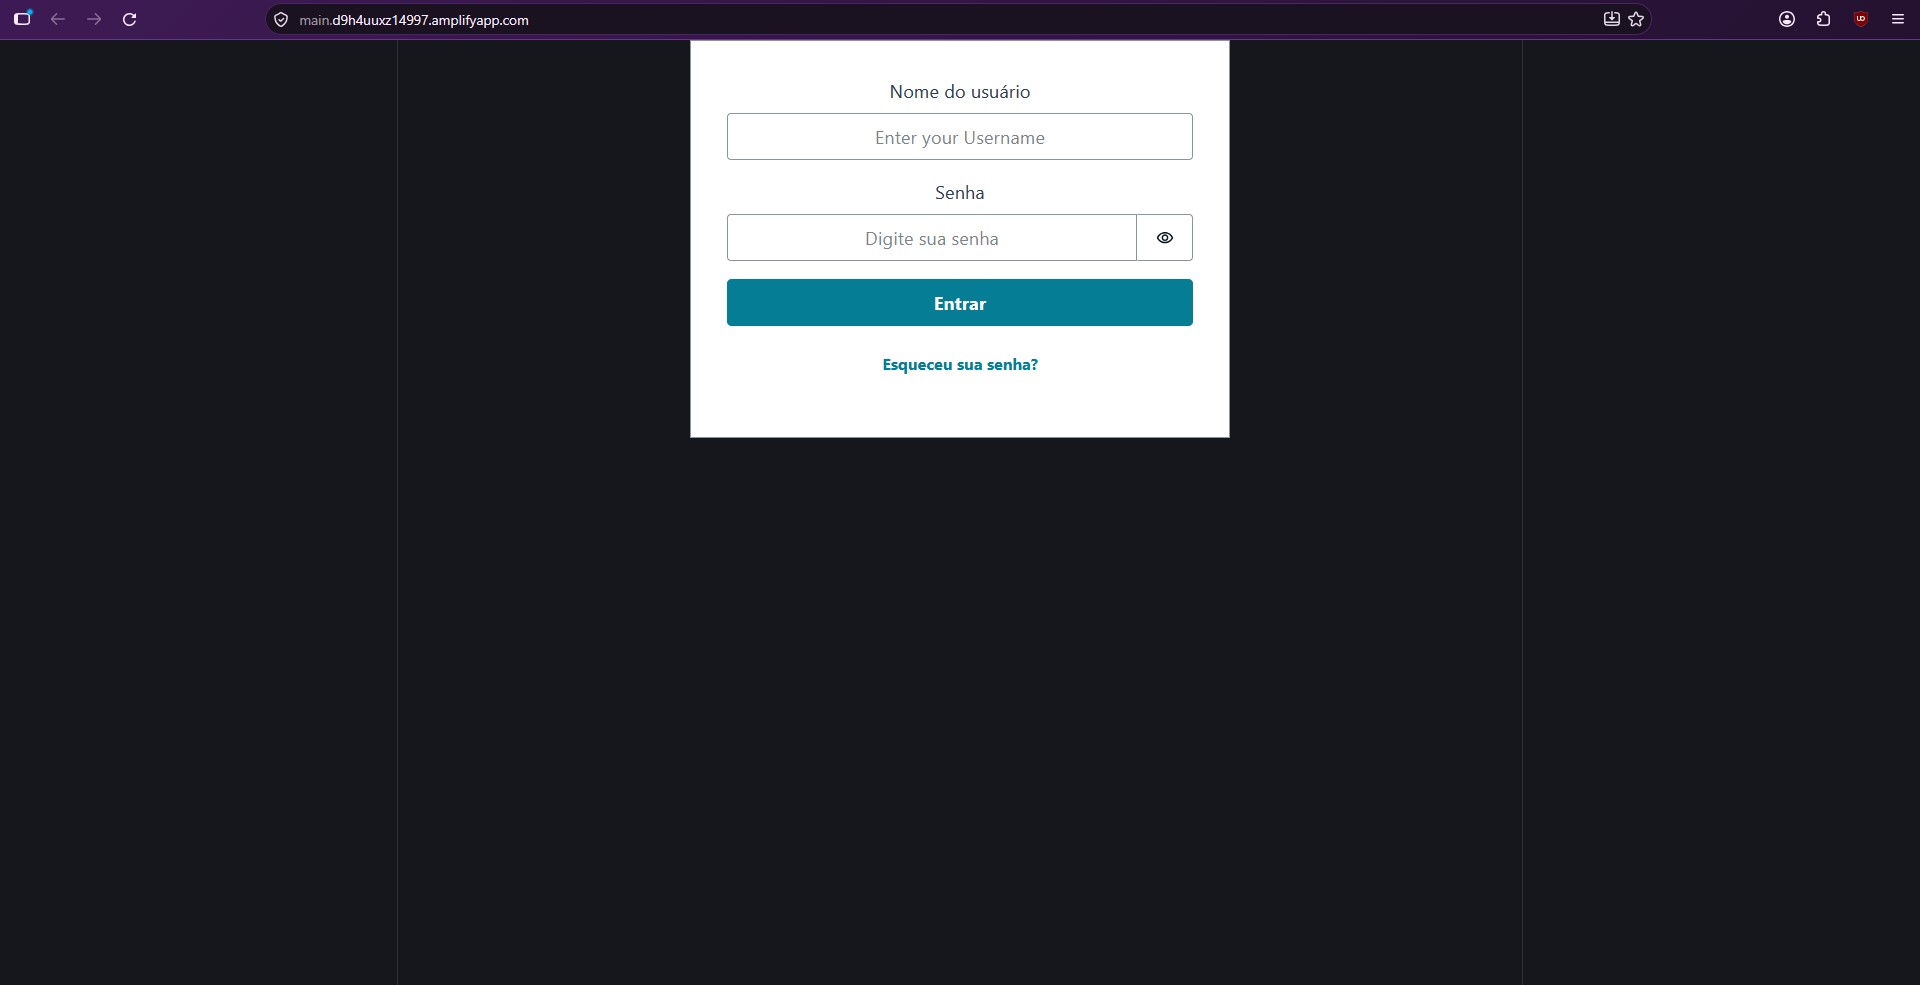 main.d9h4uuxz14997.amplifyapp.com
Nome do usuário
Enter your Username
Senha
Digite sua senha
Entrar
Esqueceu sua senha?